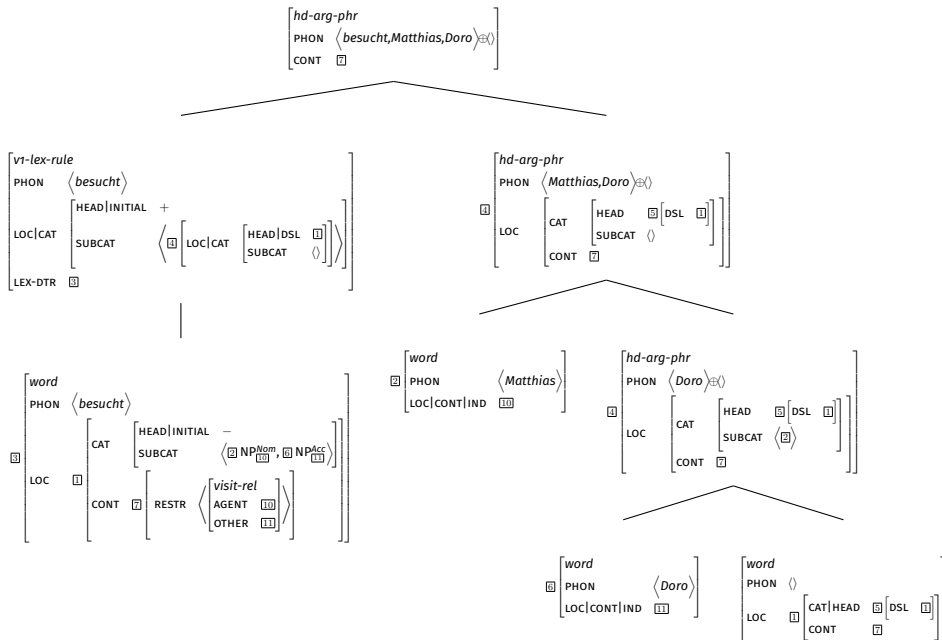 hd-arg-phr
PHON ⟨besucht,Matthias,Doro⟩⊕⟨⟩
CONT 7
v1-lex-rule
PHON ⟨besucht⟩
LOC|CAT
HEAD|INITIAL +
SUBCAT ⟨ 4 [ LOC|CAT [ HEAD|DSL 1
SUBCAT ⟨⟩ ] ] ⟩
LEX-DTR 3
4
hd-arg-phr
PHON ⟨Matthias,Doro⟩⊕⟨⟩
LOC
CAT
HEAD 5 [DSL 1]
SUBCAT ⟨⟩
CONT 7
3
word
PHON ⟨besucht⟩
LOC 1
CAT
HEAD|INITIAL −
SUBCAT ⟨ 2 NP Nom 10, 6 NP Acc 11 ⟩
CONT 7 [ RESTR ⟨ [ visit-rel
AGENT 10
OTHER 11 ] ⟩ ]
2
word
PHON ⟨Matthias⟩
LOC|CONT|IND 10
4
hd-arg-phr
PHON ⟨Doro⟩⊕⟨⟩
LOC
CAT
HEAD 5 [DSL 1]
SUBCAT ⟨ 2 ⟩
CONT 7
6
word
PHON ⟨Doro⟩
LOC|CONT|IND 11
word
PHON ⟨⟩
LOC 1
CAT|HEAD 5 [DSL 1]
CONT 7